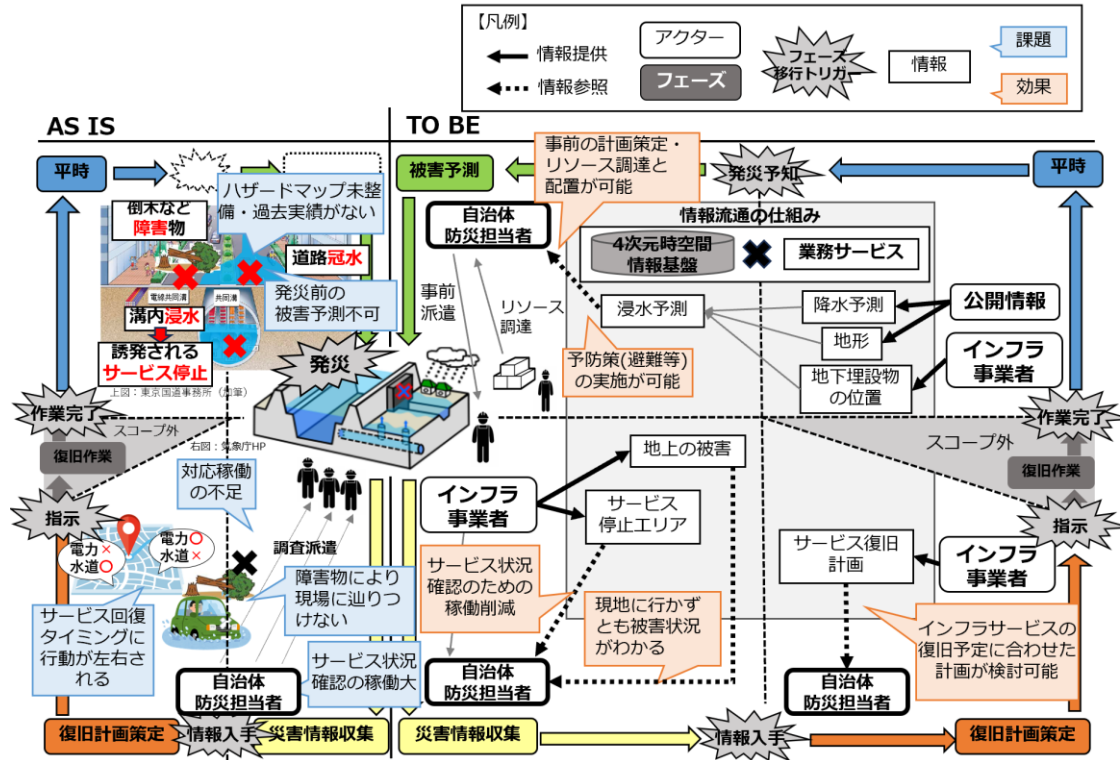 【凡例】
情報提供
情報参照
アクター
フェーズ
フェーズ
移行トリガー
情報
課題
効果
AS IS
TO BE
平時
ハザードマップ未整
備・過去実績がない
倒木など
障害物
道路冠水
電線共同溝
共同溝
溝内浸水
発災前の
被害予測不可
誘発される
サービス停止
上図：東京国道事務所（加筆）
発災
作業完了
スコープ外
復旧作業
右図：気象庁HP
指示
対応稼働
の不足
電力×
水道○
電力○
水道×
調査派遣
障害物により
現場に辿りつ
けない
サービス回復
タイミングに
行動が左右さ
れる
サービス状況
確認の稼働大
自治体
防災担当者
復旧計画策定
情報入手
災害情報収集
被害予測
事前の計画策定・
リソース調達と
配置が可能
発災予知
平時
自治体
防災担当者
情報流通の仕組み
4次元時空間
情報基盤
業務サービス
事前
派遣
リソース
調達
浸水予測
降水予測
地形
地下埋設物
の位置
公開情報
インフラ
事業者
予防策(避難等)
の実施が可能
作業完了
スコープ外
復旧作業
指示
地上の被害
インフラ
事業者
サービス
停止エリア
サービス状況
確認のための
稼働削減
現地に行かず
とも被害状況
がわかる
サービス復旧
計画
インフラ
事業者
インフラサービスの
復旧予定に合わせた
計画が検討可能
自治体
防災担当者
自治体
防災担当者
災害情報収集
情報入手
復旧計画策定